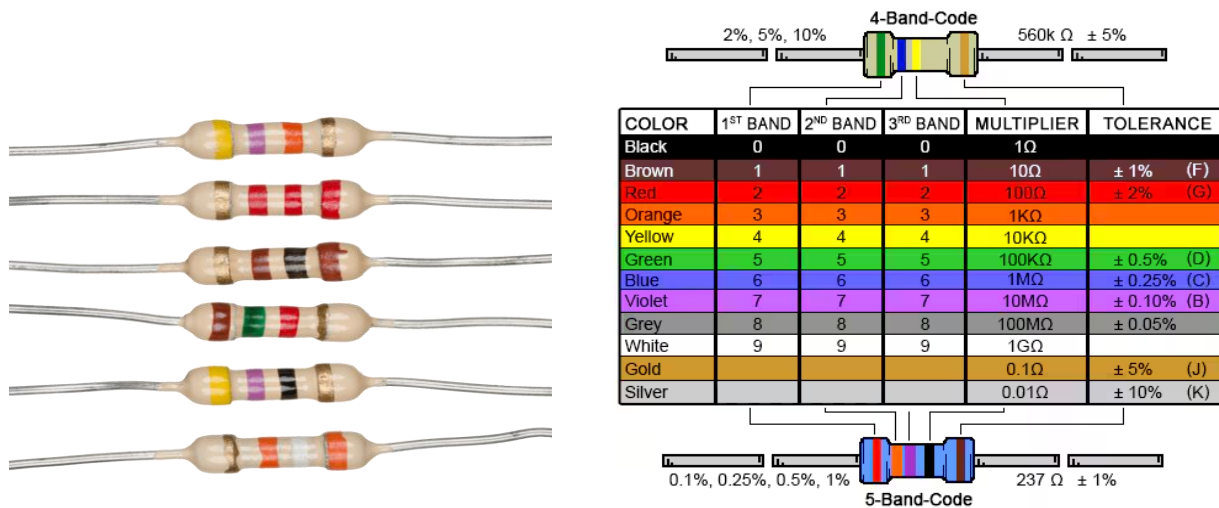 4-Band-Code
2%, 5%, 10%
560k Ω ± 5%
COLOR 1ST BAND 2ND BAND 3RD BAND MULTIPLIER TOLERANCE
Black 0 0 0 1Ω
Brown 1 1 1 10Ω ± 1% (F)
Red 2 2 2 100Ω ± 2% (G)
Orange 3 3 3 1KΩ
Yellow 4 4 4 10KΩ
Green 5 5 5 100KΩ ± 0.5% (D)
Blue 6 6 6 1MΩ ± 0.25% (C)
Violet 7 7 7 10MΩ ± 0.10% (B)
Grey 8 8 8 100MΩ ± 0.05%
White 9 9 9 1GΩ
Gold 0.1Ω ± 5% (J)
Silver 0.01Ω ± 10% (K)
0.1%, 0.25%, 0.5%, 1%
237 Ω ± 1%
5-Band-Code